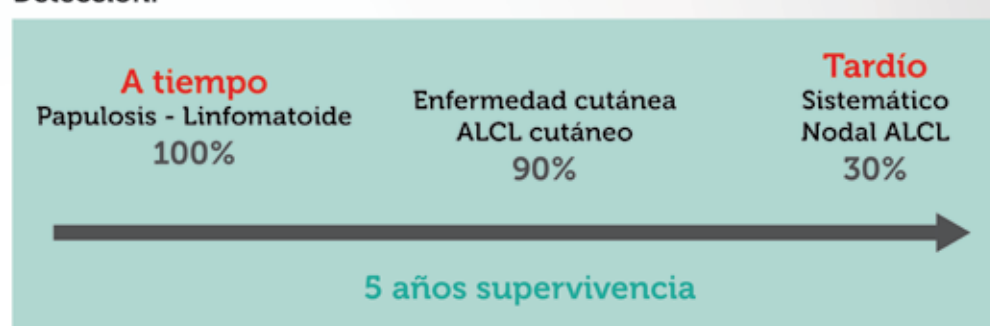 A tiempo
Papulosis - Linfomatoide
100%
Enfermedad cutánea
ALCL cutáneo
90%
Tardío
Sistemático
Nodal ALCL
30%
5 años supervivencia